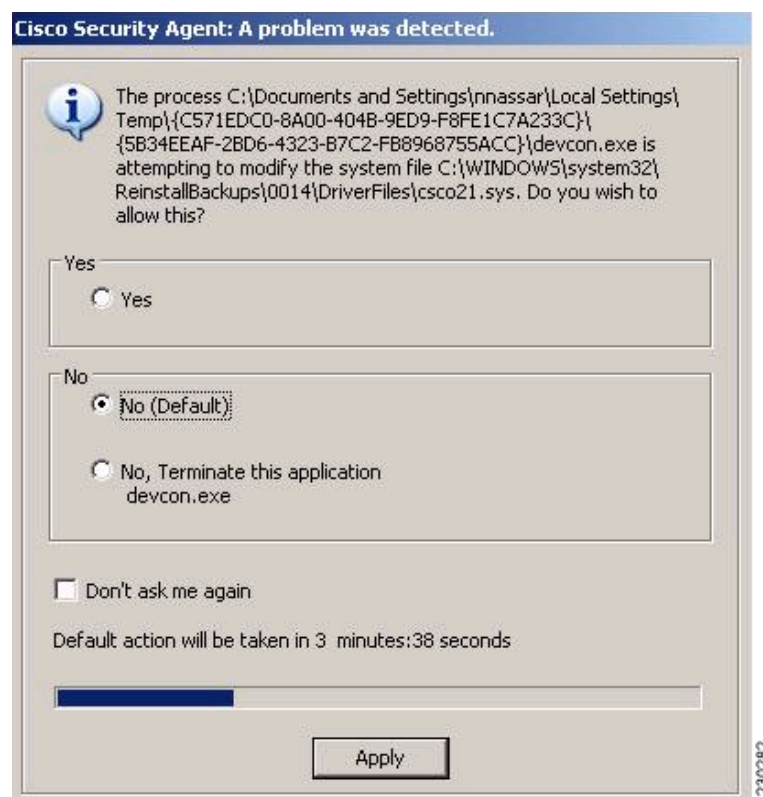 Cisco Security Agent: A problem was detected.
The process C:\Documents and Settings\nnassar\Local Settings\
Temp\{C571EDC0-8A00-404B-9ED9-F8FE1C7A233C}\
{5B34EEAF-2BD6-4323-B7C2-FB8968755ACC}\devcon.exe is
attempting to modify the system file C:\WINDOWS\system32\
ReinstallBackups\0014\DriverFiles\csco21.sys. Do you wish to
allow this?
Yes
Yes
No
No (Default)
No, Terminate this application
devcon.exe
Don't ask me again
Default action will be taken in 3 minutes:38 seconds
Apply
230282